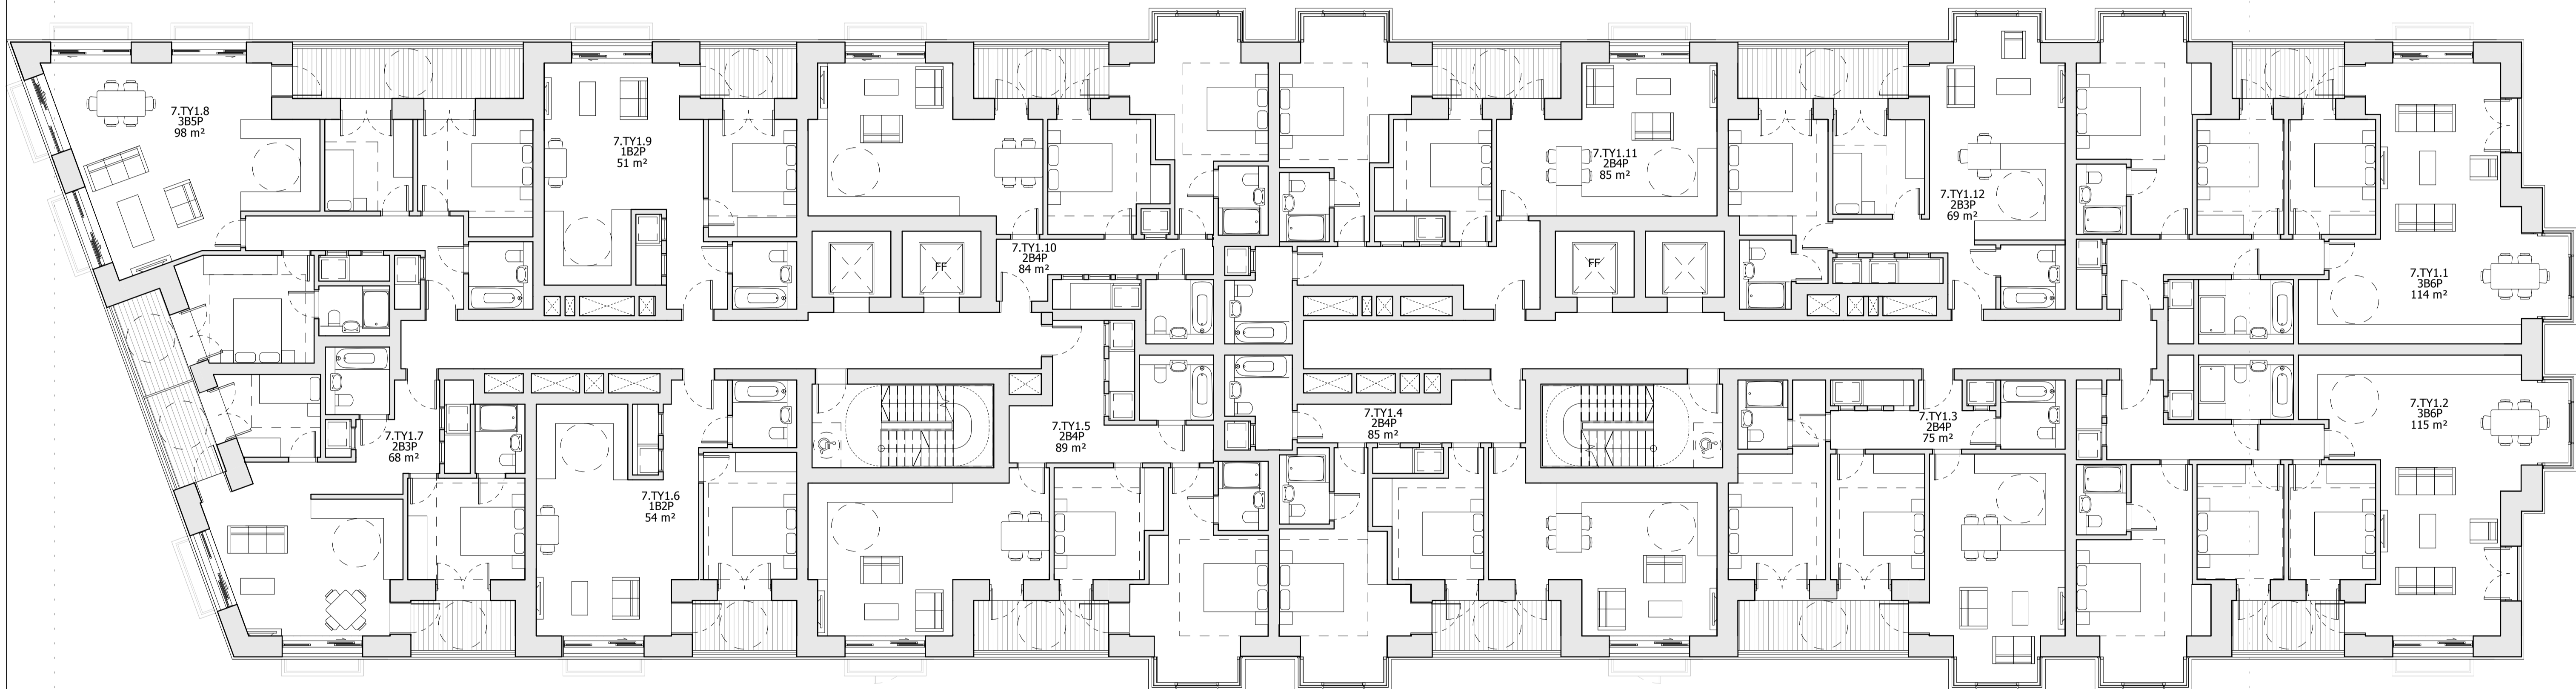 7.TY1.8
3B5P
98 m²
7.TY1.9
1B2P
51 m²
7.TY1.10
2B4P
84 m²
7.TY1.11
2B4P
85 m²
7.TY1.12
2B3P
69 m²
7.TY1.1
3B6P
114 m²
FF
FF
7.TY1.7
2B3P
68 m²
7.TY1.6
1B2P
54 m²
7.TY1.5
2B4P
89 m²
7.TY1.4
2B4P
85 m²
7.TY1.3
2B4P
75 m²
7.TY1.2
3B6P
115 m²